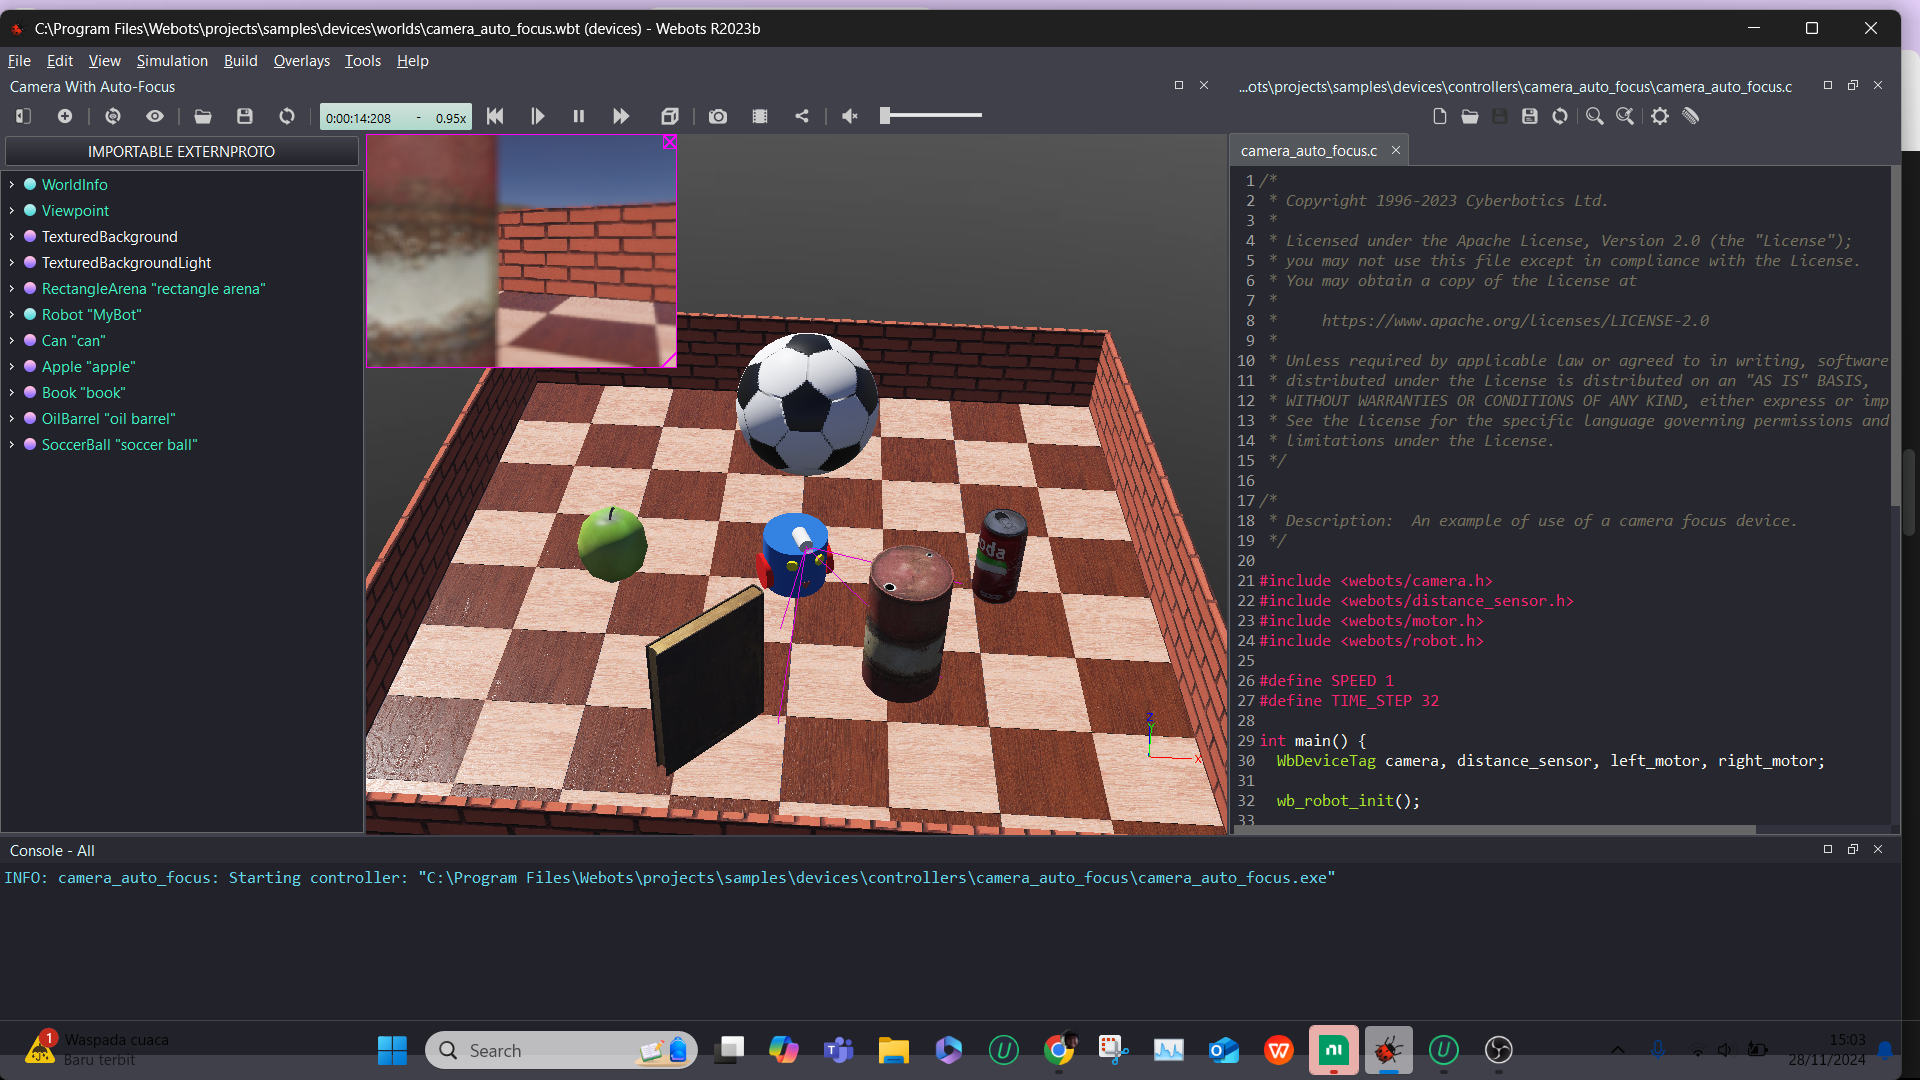 C:\Program Files\Webots\projects\samples\devices\worlds\camera_auto_focus.wbt (devices) - Webots R2023b
File Edit View Simulation Build Overlays Tools Help
Camera With Auto-Focus
...ots\projects\samples\devices\controllers\camera_auto_focus\camera_auto_focus.c
0:00:14:208 - 0.95x
IMPORTABLE EXTERNPROTO
WorldInfo
Viewpoint
TexturedBackground
TexturedBackgroundLight
RectangleArena "rectangle arena"
Robot "MyBot"
Can "can"
Apple "apple"
Book "book"
OilBarrel "oil barrel"
SoccerBall "soccer ball"
Z
X
camera_auto_focus.c
1 /*
2 * Copyright 1996-2023 Cyberbotics Ltd.
3 *
4 * Licensed under the Apache License, Version 2.0 (the "License");
5 * you may not use this file except in compliance with the License.
6 * You may obtain a copy of the License at
7 *
8 * https://www.apache.org/licenses/LICENSE-2.0
9 *
10 * Unless required by applicable law or agreed to in writing, software
11 * distributed under the License is distributed on an "AS IS" BASIS,
12 * WITHOUT WARRANTIES OR CONDITIONS OF ANY KIND, either express or imp
13 * See the License for the specific language governing permissions and
14 * limitations under the License.
15 */
16
17 /*
18 * Description: An example of use of a camera focus device.
19 */
20
21 #include <webots/camera.h>
22 #include <webots/distance_sensor.h>
23 #include <webots/motor.h>
24 #include <webots/robot.h>
25
26 #define SPEED 1
27 #define TIME_STEP 32
28
29 int main() {
30 WbDeviceTag camera, distance_sensor, left_motor, right_motor;
31
32 wb_robot_init();
33
Console - All
INFO: camera_auto_focus: Starting controller: "C:\Program Files\Webots\projects\samples\devices\controllers\camera_auto_focus\camera_auto_focus.exe"
1
Waspada cuaca
Baru terbit
Search
15:03
28/11/2024